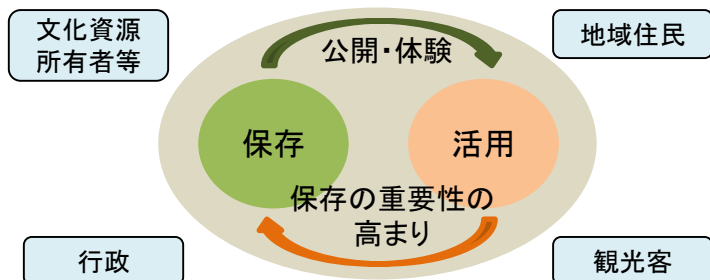 文化資源
所有者等
公開・体験
地域住民
保存
活用
保存の重要性の
高まり
行政
観光客